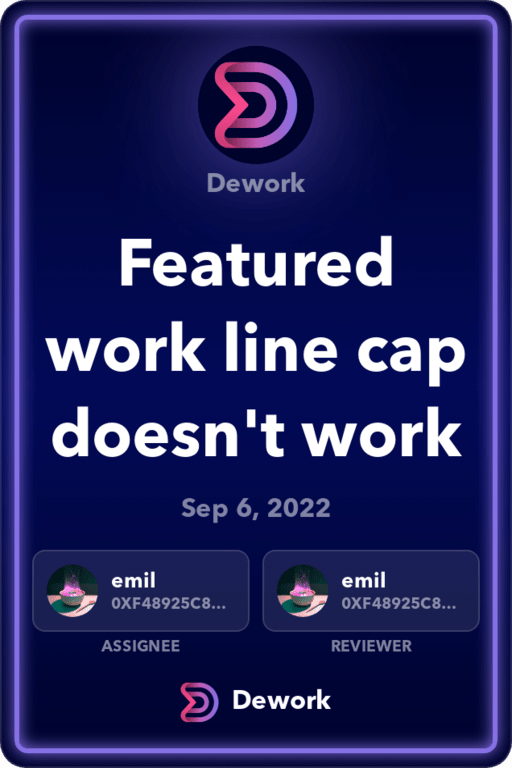 Dework
Featured
work line cap
doesn't work
Sep 6, 2022
emil
0XF48925C8...
ASSIGNEE
emil
0XF48925C8...
REVIEWER
Dework